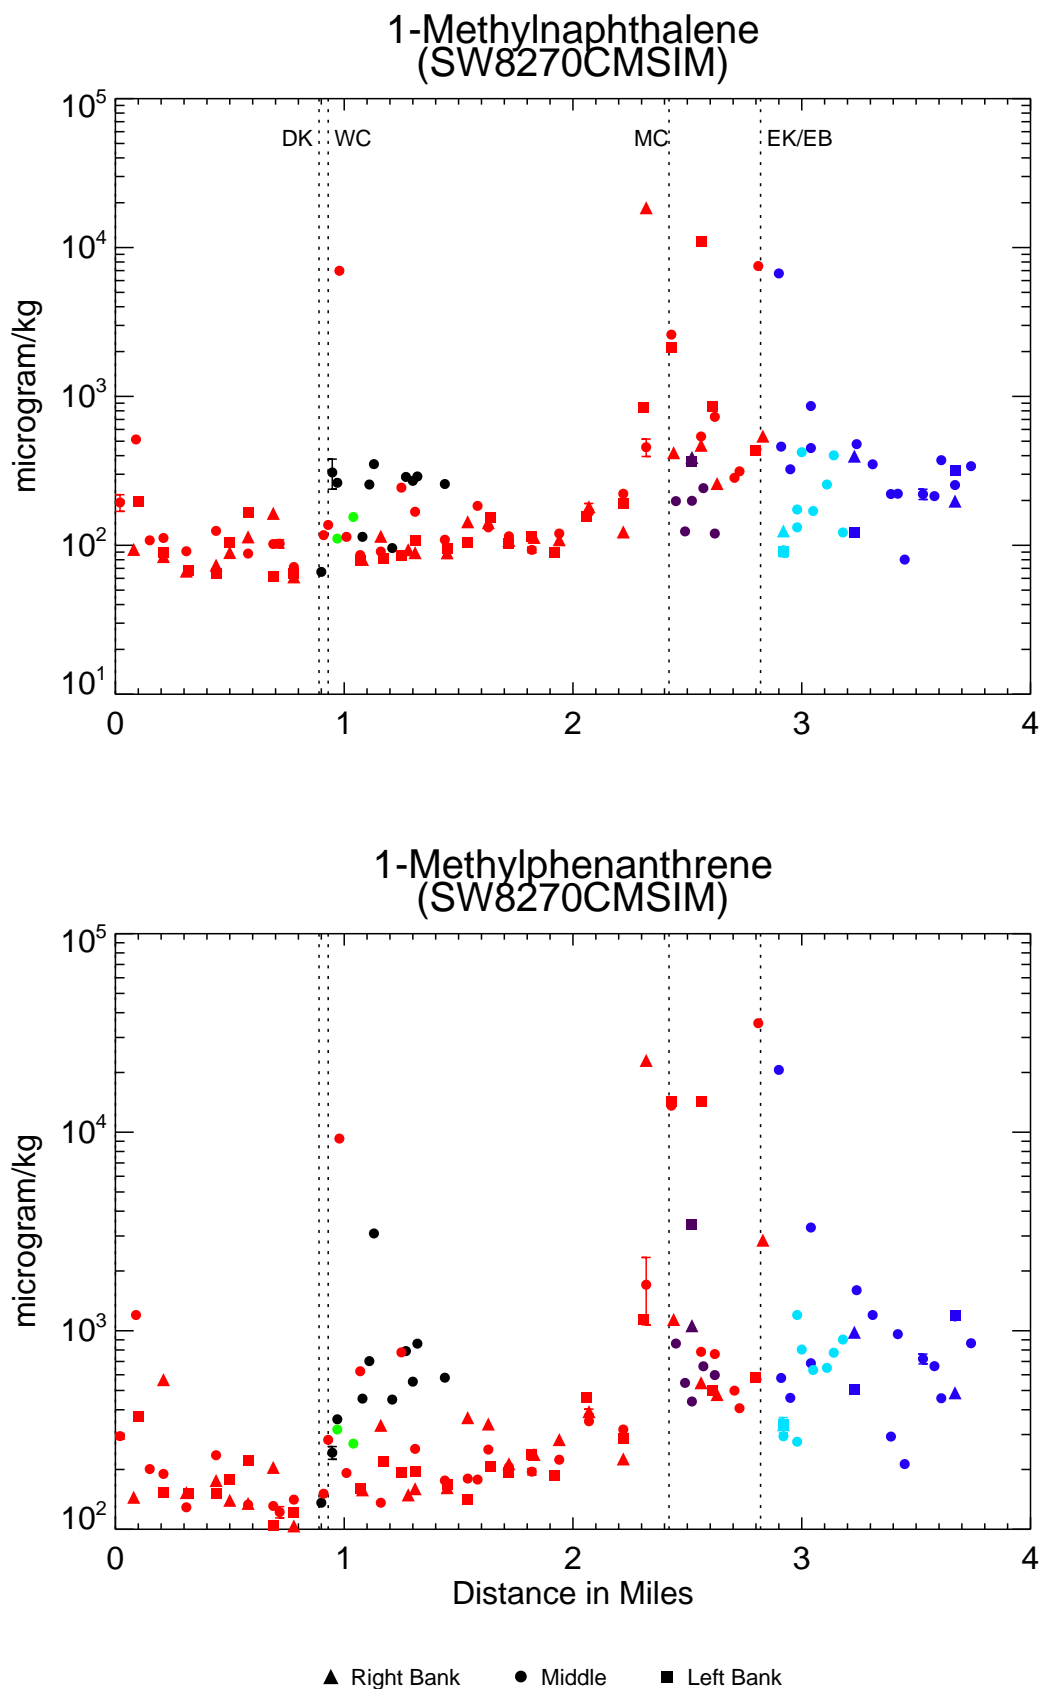 1-Methylnaphthalene
(SW8270CMSIM)
10^5
DK WC MC EK/EB
10^4
microgram/kg
10^3
10^2
10^1
0 1 2 3 4
1-Methylphenanthrene
(SW8270CMSIM)
10^5
10^4
microgram/kg
10^3
10^2
0 1 2 3 4
Distance in Miles
Right Bank Middle Left Bank